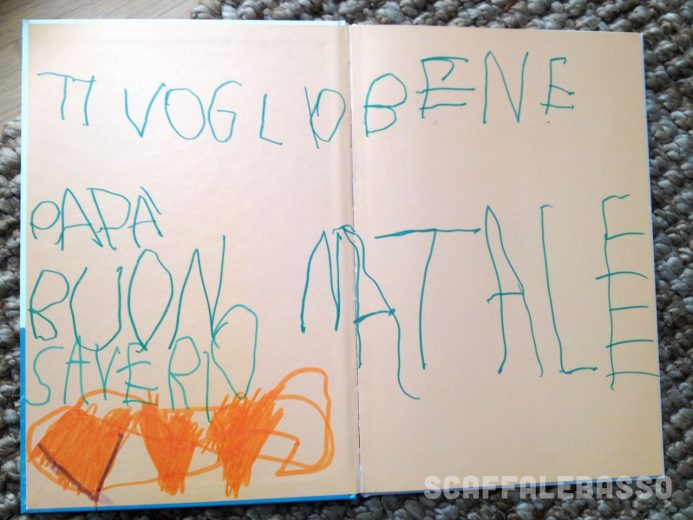 TI VOGLIO BENE
PAPÀ
BUON NATALE
SAVERIO
SCAFFALEBASSO